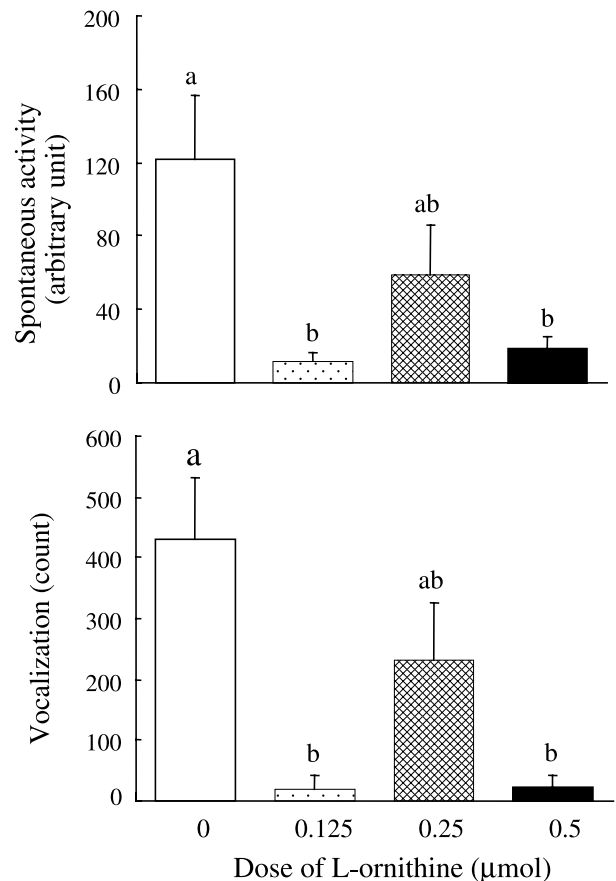 Spontaneous activity
(arbitrary unit)
200
160
120
80
40
0
a
b
ab
b
Vocalization (count)
600
500
400
300
200
100
0
a
b
ab
b
0 0.125 0.25 0.5
Dose of L-ornithine (μmol)